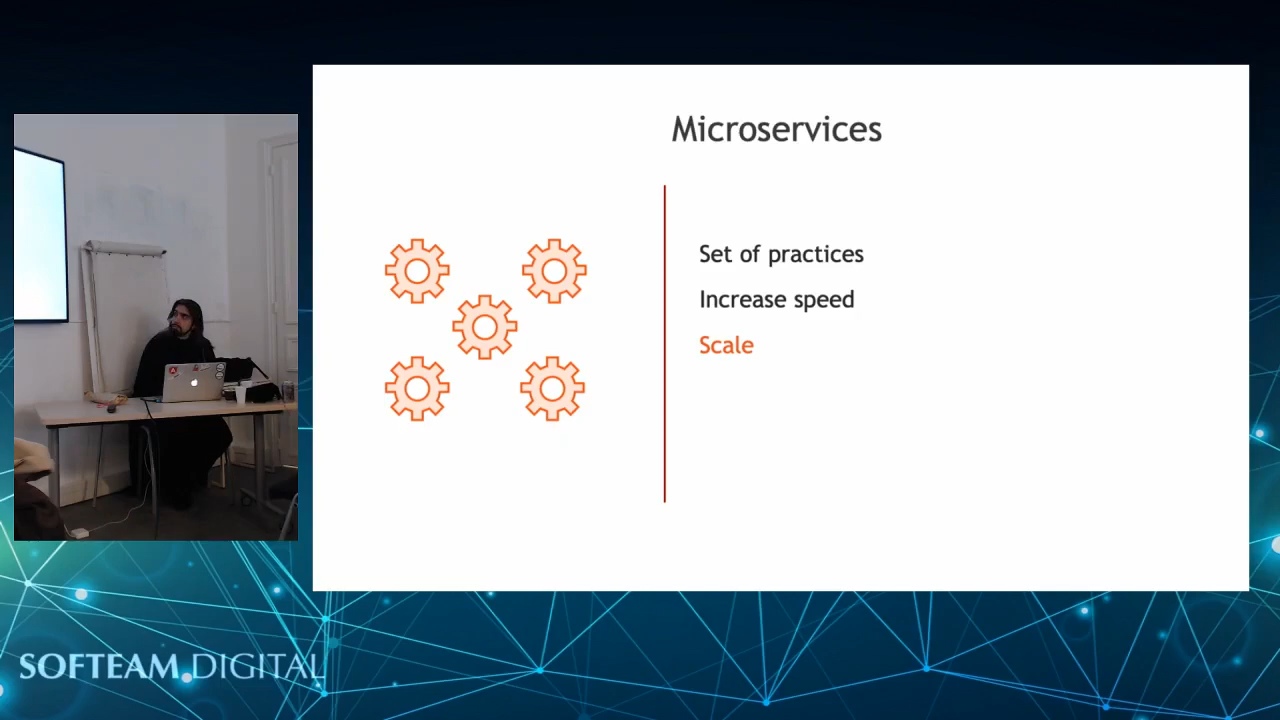 Microservices
Set of practices
Increase speed
Scale
SOFTEAM DIGITAL